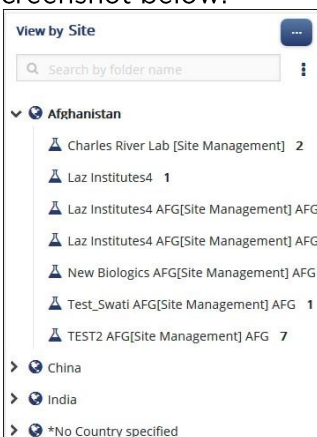 creenshot below.
View by Site
...
Search by folder name
Afghanistan
Charles River Lab [Site Management] 2
Laz Institutes4 1
Laz Institutes4 AFG[Site Management] AFG
Laz Institutes4 AFG[Site Management] AFG
New Biologics AFG[Site Management] AFG
Test_Swati AFG[Site Management] AFG 1
TEST2 AFG[Site Management] AFG 7
China
India
*No Country specified